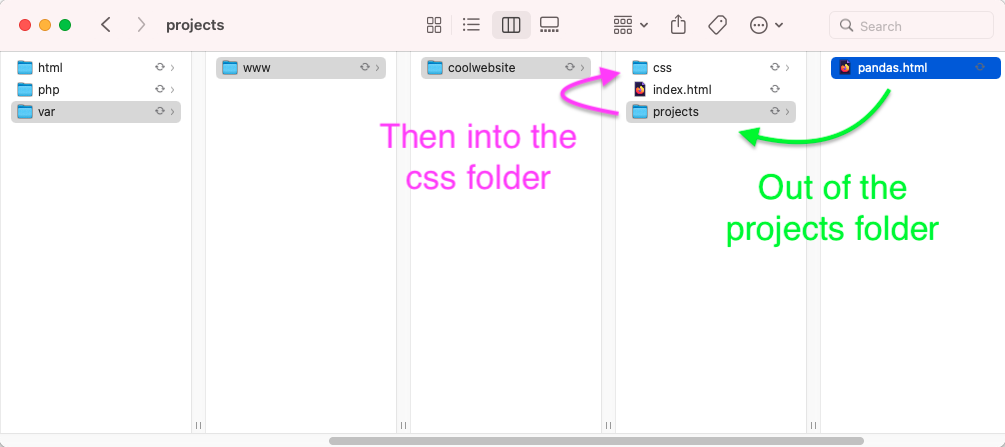 projects
Search
html
php
var
www
coolwebsite
css
index.html
projects
pandas.html
Then into the
css folder
Out of the
projects folder